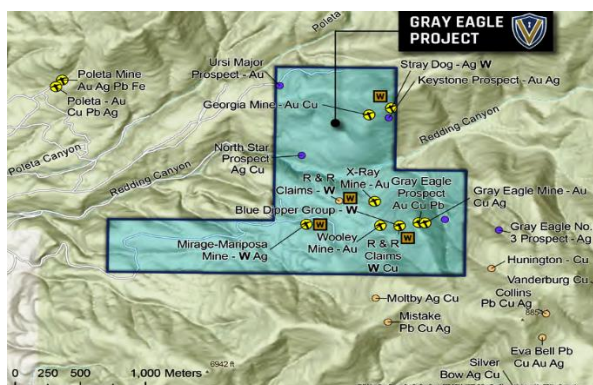 GRAY EAGLE
PROJECT
Poleta
Ursi Major
Prospect - Au
Stray Dog - Ag W
Poleta Mine
Au Ag Pb Fe
W
Keystone Prospect - Au Ag
Poleta - Au
Cu Pb Ag
Georgia Mine - Au Cu
Redding Canyon
Poleta Canyon
North Star
Prospect
Ag Cu
Redding Canyon
R & R
Claims - W
X-Ray
Mine - Au
Gray Eagle
Prospect
Au Cu Pb
Gray Eagle Mine - Au
Cu Ag
W
Blue Dipper Group - W
W
W
Mirage-Mariposa
Mine - W Ag
Wooley
Mine - Au
R & R
Claims
W Cu
Gray Eagle No.
3 Prospect - Ag
Hunington - Cu
Vanderburg Cu
Collins
Pb Cu Ag
Moltby Ag Cu
Mistake
Pb Cu Ag
Eva Bell Pb
Cu Au Ag
6942 ft
Silver
Bow Ag Cu
0 250 500 1,000 Meters